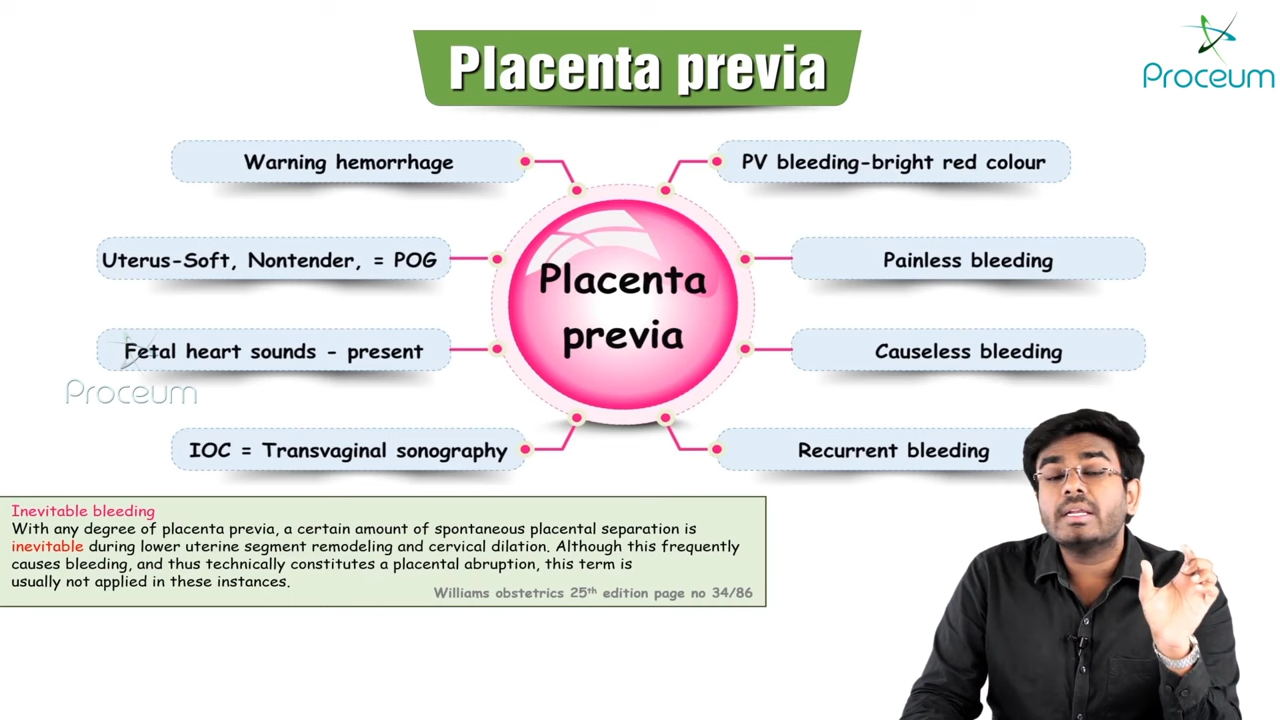 Placenta previa
Proceum
Warning hemorrhage
PV bleeding-bright red colour
Uterus-Soft, Nontender, = POG
Painless bleeding
Placenta
previa
Fetal heart sounds - present
Causeless bleeding
Proceum
IOC = Transvaginal sonography
Recurrent bleeding
Inevitable bleeding
With any degree of placenta previa, a certain amount of spontaneous placental separation is
inevitable during lower uterine segment remodeling and cervical dilation. Although this frequently
causes bleeding, and thus technically constitutes a placental abruption, this term is
usually not applied in these instances.
Williams obstetrics 25th edition page no 34/86